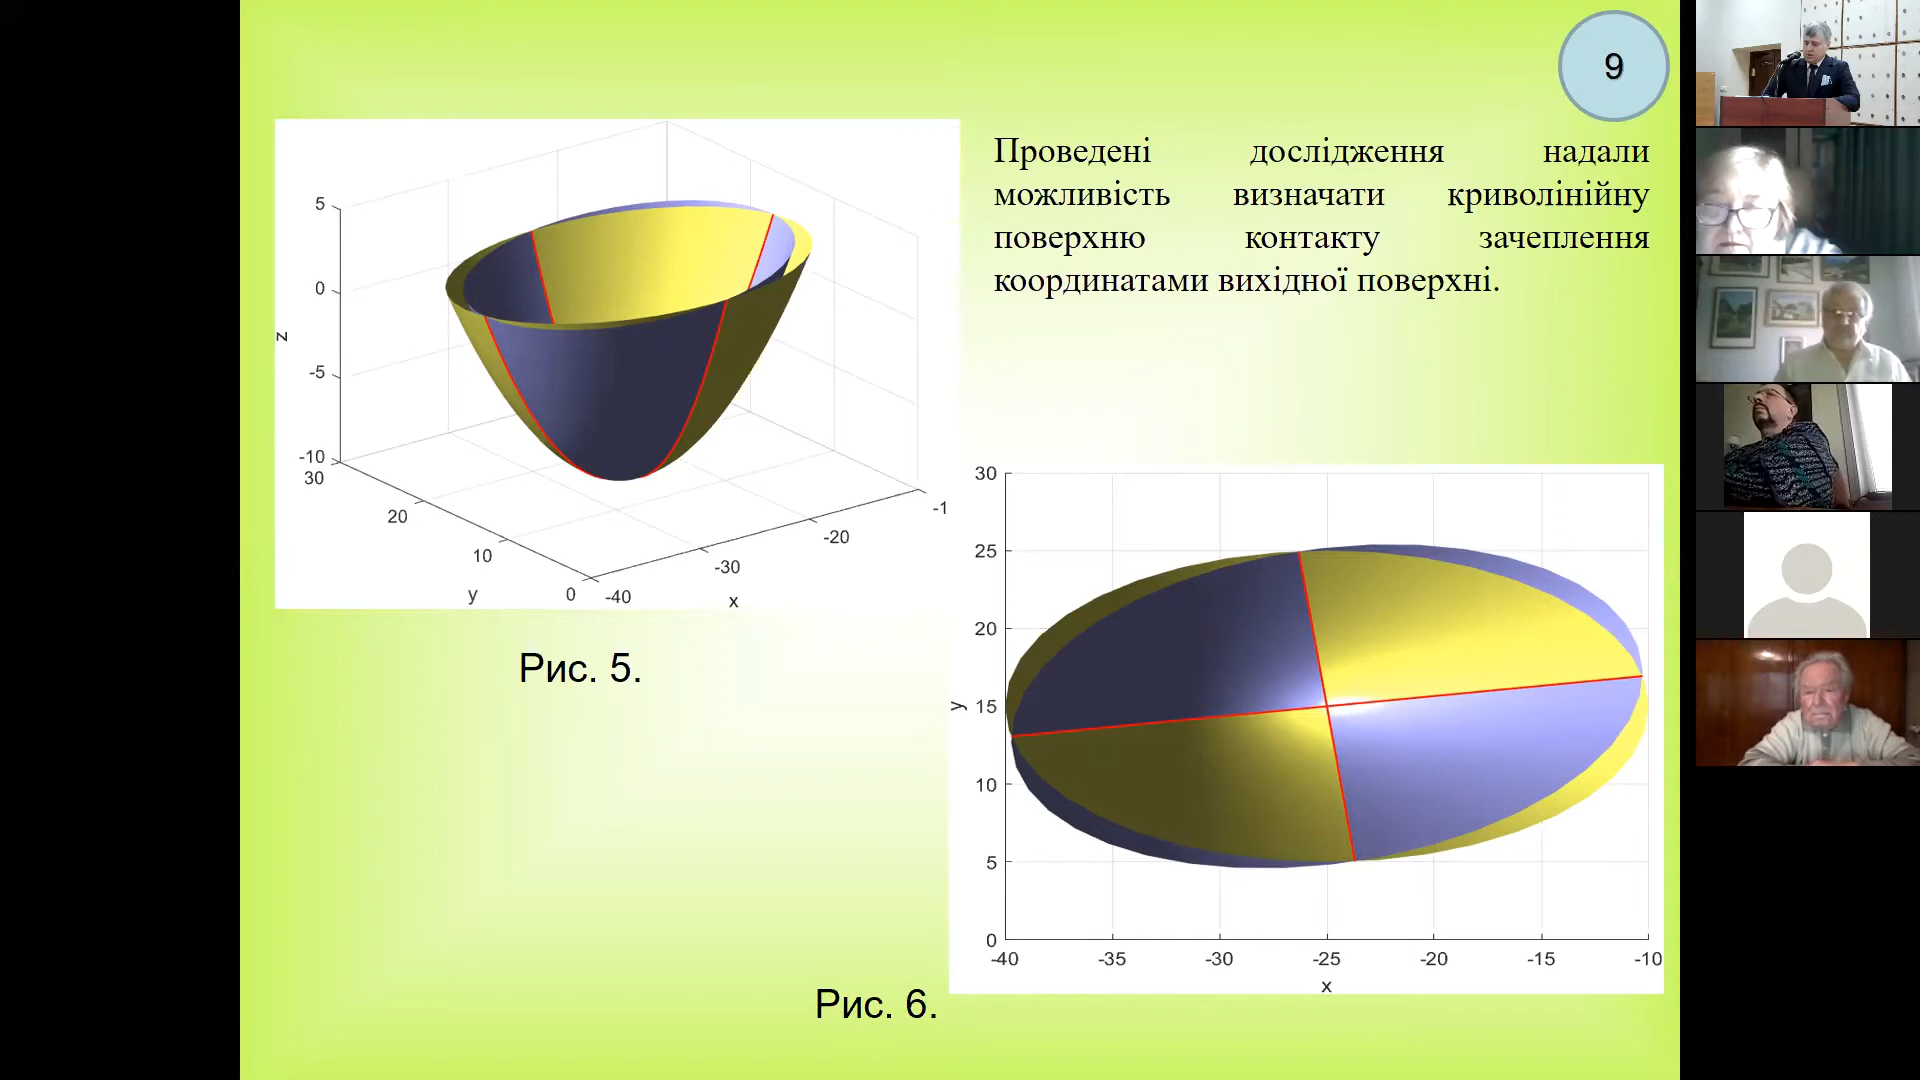 9
Проведені дослідження надали
можливість визначати криволінійну
поверхню контакту зачеплення
координатами вихідної поверхні.
5
0
-5
-10
z
30
20
10
0
y
-40
-30
-20
-1
x
Рис. 5.
30
25
20
15
10
5
0
y
-40
-35
-30
-25
-20
-15
-10
x
Рис. 6.